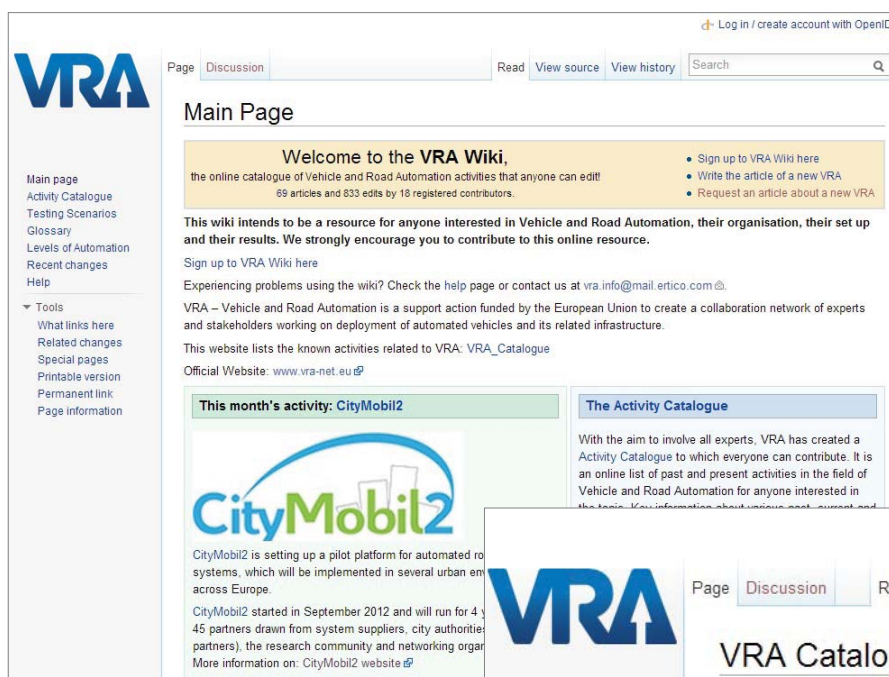 Log in / create account with OpenID
VRA
Page Discussion Read View source View history Search
Main Page
Welcome to the VRA Wiki,
the online catalogue of Vehicle and Road Automation activities that anyone can edit!
69 articles and 833 edits by 18 registered contributors.
Sign up to VRA Wiki here
Write the article of a new VRA
Request an article about a new VRA
Main page
Activity Catalogue
Testing Scenarios
Glossary
Levels of Automation
Recent changes
Help
Tools
What links here
Related changes
Special pages
Printable version
Permanent link
Page information
This wiki intends to be a resource for anyone interested in Vehicle and Road Automation, their organisation, their set up
and their results. We strongly encourage you to contribute to this online resource.
Sign up to VRA Wiki here
Experiencing problems using the wiki? Check the help page or contact us at vra.info@mail.ertico.com
VRA – Vehicle and Road Automation is a support action funded by the European Union to create a collaboration network of experts
and stakeholders working on deployment of automated vehicles and its related infrastructure.
This website lists the known activities related to VRA: VRA_Catalogue
Official Website: www.vra-net.eu
This month's activity: CityMobil2
CityMobil2
CityMobil2 is setting up a pilot platform for automated ro
systems, which will be implemented in several urban en
across Europe.
CityMobil2 started in September 2012 and will run for 4 y
45 partners drawn from system suppliers, city authorities
partners), the research community and networking organ
More information on: CityMobil2 website
The Activity Catalogue
With the aim to involve all experts, VRA has created a
Activity Catalogue to which everyone can contribute. It is
an online list of past and present activities in the field of
Vehicle and Road Automation for anyone interested in
the topic. Key information about various past, current and
VRA
Page Discussion R
VRA Catalo